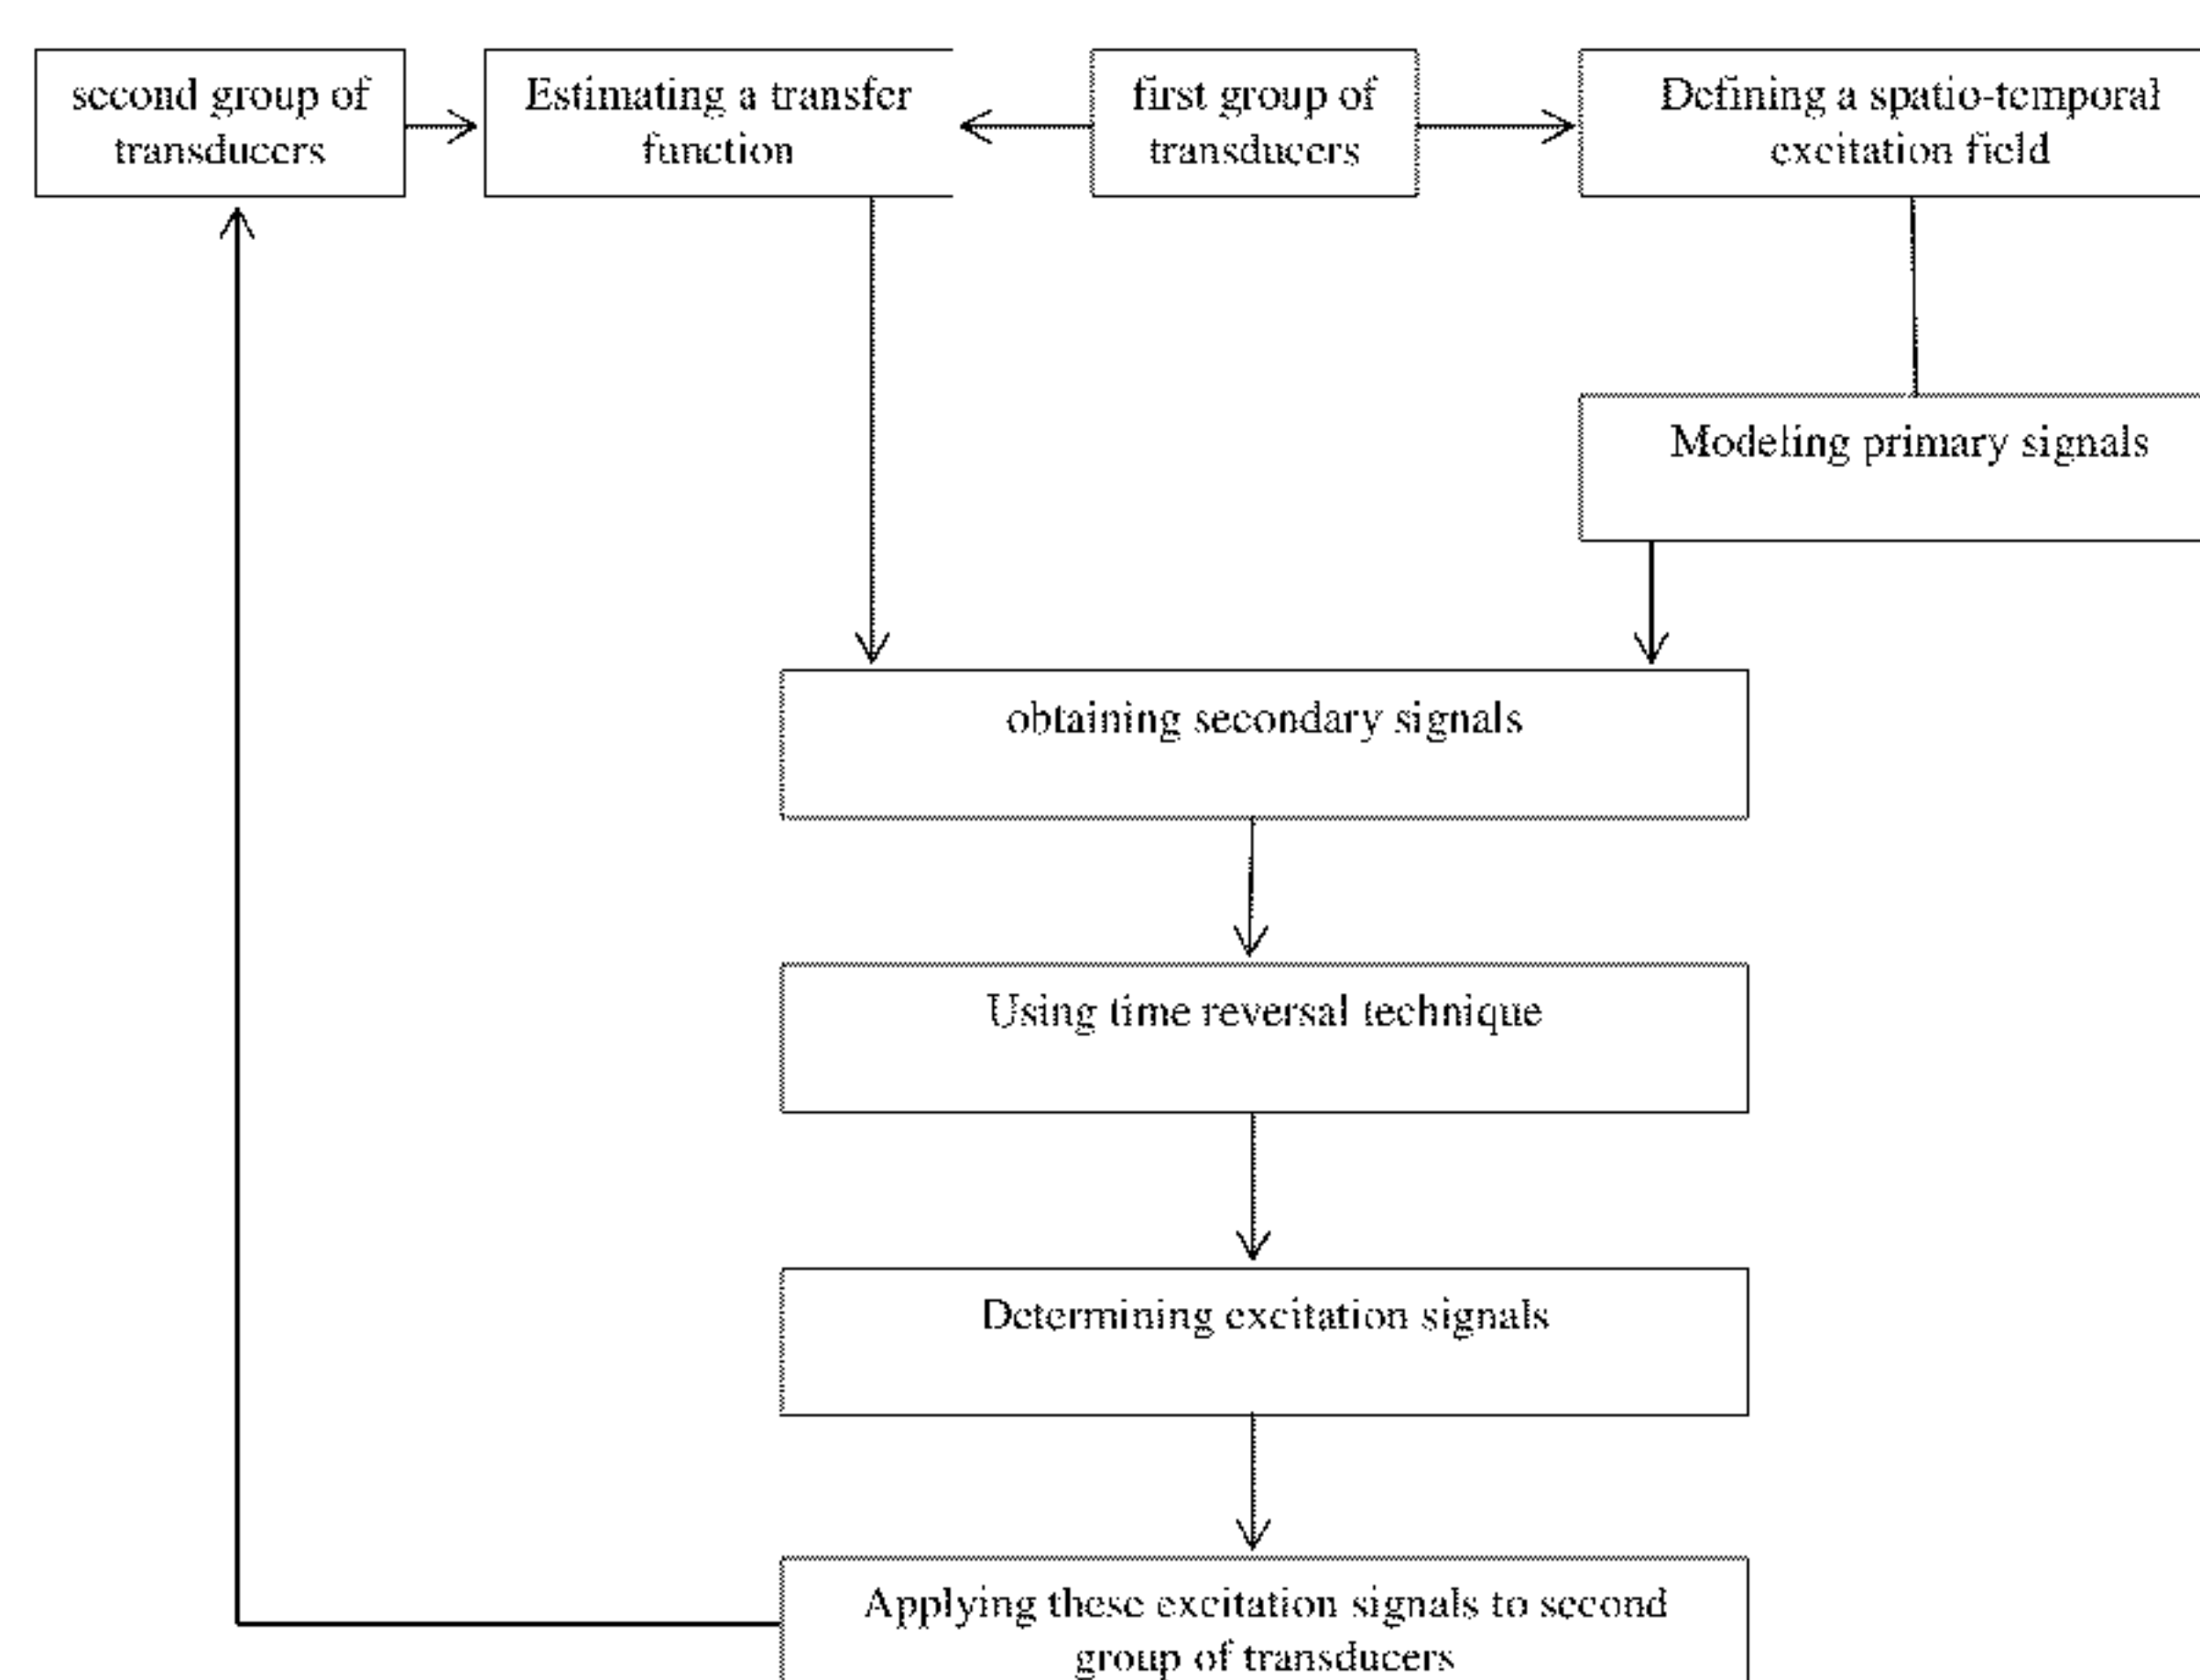 second group of
transducers
Estimating a transfer
function
first group of
transducers
Defining a spatio-temporal
excitation field
Modeling primary signals
obtaining secondary signals
Using time reversal technique
Determining excitation signals
Applying these excitation signals to second
group of transducers